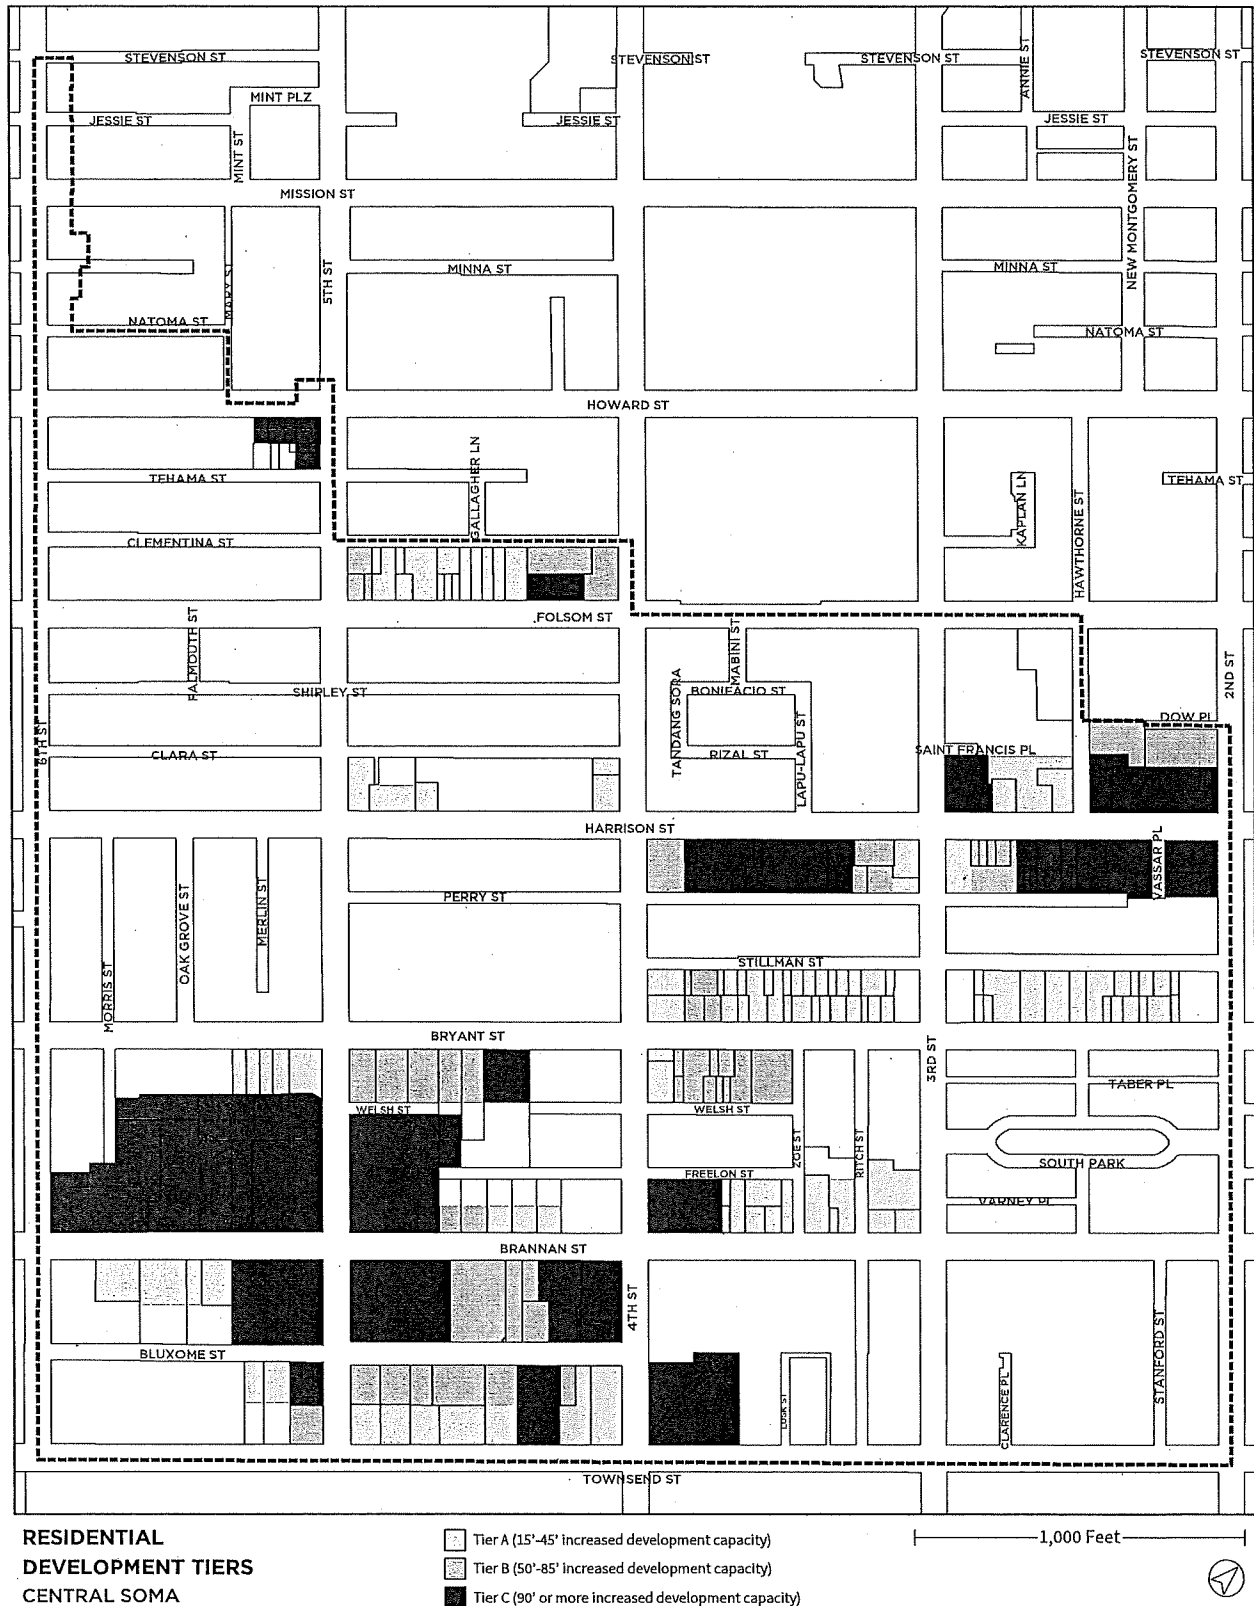 STEVENSON ST
STEVENSON ST
STEVENSON ST
STEVENSON ST
ANNIE ST
MINT PLZ
JESSIE ST
JESSIE ST
JESSIE ST
MINT ST
NEW MONTGOMERY ST
MISSION ST
MINNA ST
MINNA ST
MARY ST
5TH ST
NATOMA ST
NATOMA ST
HOWARD ST
TEHAMA ST
TEHAMA ST
GALLAGHER LN
KAPLAN LN
HAWTHORNE ST
CLEMENTINA ST
FOLSOM ST
FALMOUTH ST
MABINI ST
TANDANG SORA
BONIFACIO ST
SHIPLEY ST
2ND ST
DOW PL
6TH ST
CLARA ST
RIZAL ST
LAPU-LAPU ST
SAINT FRANCIS PL
HARRISON ST
VASSAR PL
PERRY ST
OAK GROVE ST
MERLIN ST
MORRIS ST
STILLMAN ST
BRYANT ST
3RD ST
TABER PL
WELSH ST
WELSH ST
ZOE ST
RITCH ST
SOUTH PARK
FREELON ST
VARNEY PL
BRANNAN ST
4TH ST
BLUXOME ST
LUSK ST
CLARENCE PL
STANFORD ST
TOWNSEND ST
RESIDENTIAL
DEVELOPMENT TIERS
CENTRAL SOMA
Tier A (15'-45' increased development capacity)
Tier B (50'-85' increased development capacity)
Tier C (90' or more increased development capacity)
1,000 Feet